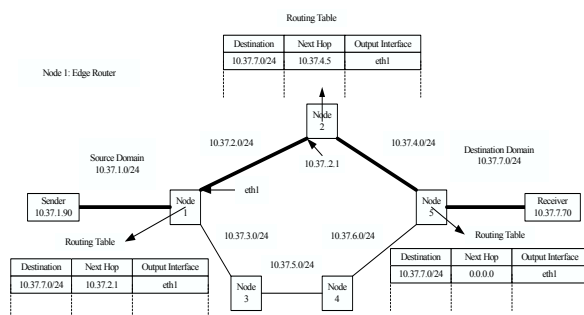 Routing Table
Destination Next Hop Output Interface
10.37.7.0/24 10.37.4.5 eth1
Node 1: Edge Router
Node
2
10.37.2.0/24
10.37.4.0/24
Source Domain
10.37.1.0/24
Destination Domain
10.37.7.0/24
10.37..2.1
Sender
10.37.1.90
Node
1
eth1
Node
5
Receiver
10.37.7.70
10.37.3.0/24
10.37.6.0/24
Routing Table
Routing Table
10.37.5.0/24
Destination Next Hop Output Interface
10.37.7.0/24 10.37.2.1 eth1
Node
3
Node
4
Destination Next Hop Output Interface
10.37.7.0/24 0.0.0.0 eth1